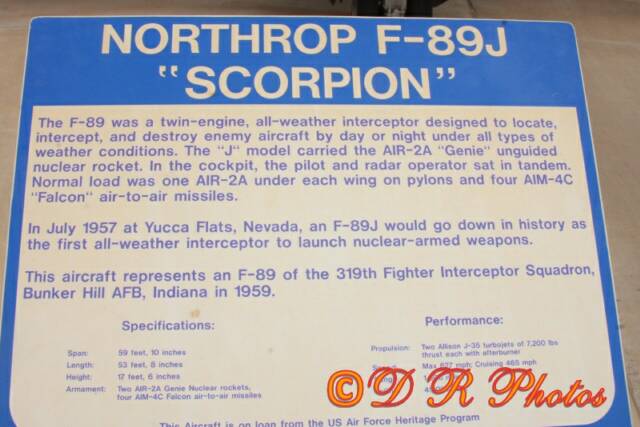 NORTHROP F-89J
"SCORPION"
The F-89 was a twin-engine, all-weather interceptor designed to locate,
intercept, and destroy enemy aircraft by day or night under all types of
weather conditions. The "J" model carried the AIR-2A "Genie" unguided
nuclear rocket. In the cockpit, the pilot and radar operator sat in tandem.
Normal load was one AIR-2A under each wing on pylons and four AIM-4C
"Falcon" air-to-air missiles.
In July 1957 at Yucca Flats, Nevada, an F-89J would go down in history as
the first all-weather interceptor to launch nuclear-armed weapons.
This aircraft represents an F-89 of the 319th Fighter Interceptor Squadron,
Bunker Hill AFB, Indiana in 1959.
Specifications:
Span: 59 feet, 10 inches
Length: 53 feet, 8 inches
Height: 17 feet, 6 inches
Armament: Two AIR-2A Genie Nuclear rockets,
four AIM-4C Falcon air-to-air missiles
Performance:
Propulsion: Two Allison J-35 turbojets of 7,200 lbs
thrust each with afterburner
Max 627 mph; Cruising 465 mph
©D R Photos
This Aircraft is on loan from the US Air Force Heritage Program